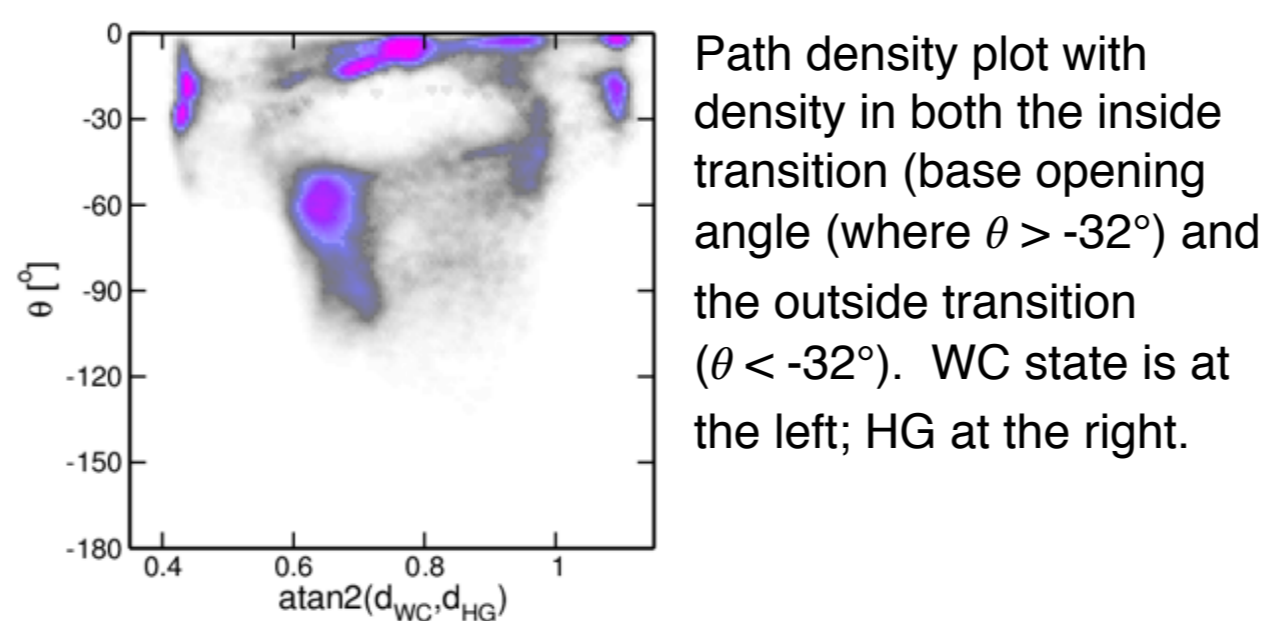 0
-30
-60
-90
-120
-150
-180
θ [º]
0.4 0.6 0.8 1
atan2(d_WC,d_HG)
Path density plot with
density in both the inside
transition (base opening
angle (where θ > -32°) and
the outside transition
(θ < -32°). WC state is at
the left; HG at the right.